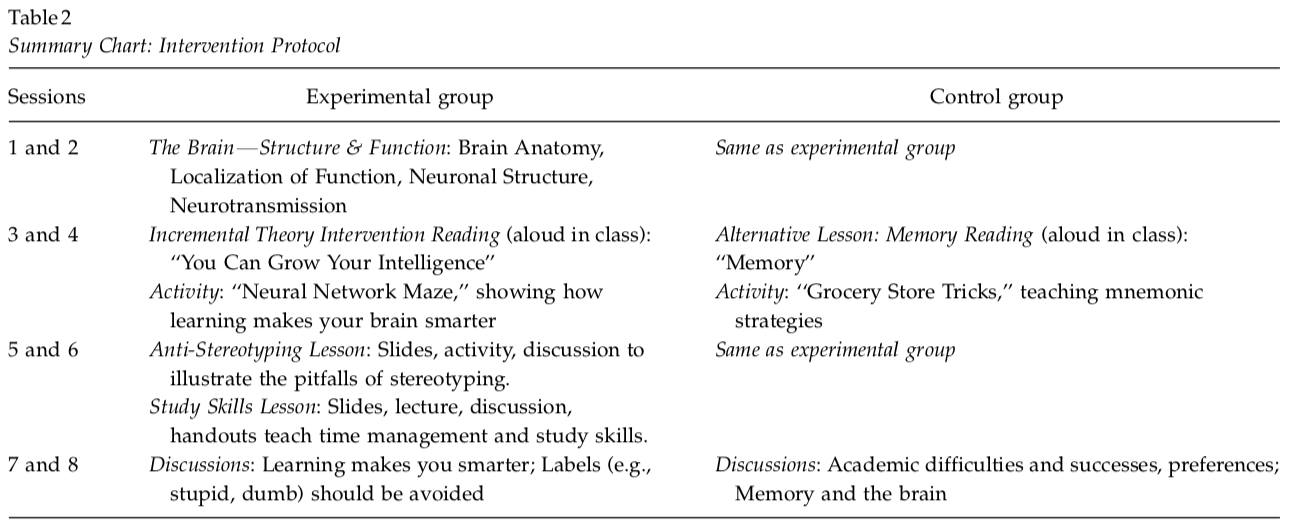 Table 2
Summary Chart: Intervention Protocol
Sessions Experimental group Control group
1 and 2 The Brain—Structure & Function: Brain Anatomy, Same as experimental group
Localization of Function, Neuronal Structure,
Neurotransmission
3 and 4 Incremental Theory Intervention Reading (aloud in class): Alternative Lesson: Memory Reading (aloud in class):
‘‘You Can Grow Your Intelligence’’ ‘‘Memory’’
Activity: ‘‘Neural Network Maze,’’ showing how Activity: ‘‘Grocery Store Tricks,’’ teaching mnemonic
learning makes your brain smarter strategies
5 and 6 Anti-Stereotyping Lesson: Slides, activity, discussion to Same as experimental group
illustrate the pitfalls of stereotyping.
Study Skills Lesson: Slides, lecture, discussion,
handouts teach time management and study skills.
7 and 8 Discussions: Learning makes you smarter; Labels (e.g., Discussions: Academic difficulties and successes, preferences;
stupid, dumb) should be avoided Memory and the brain